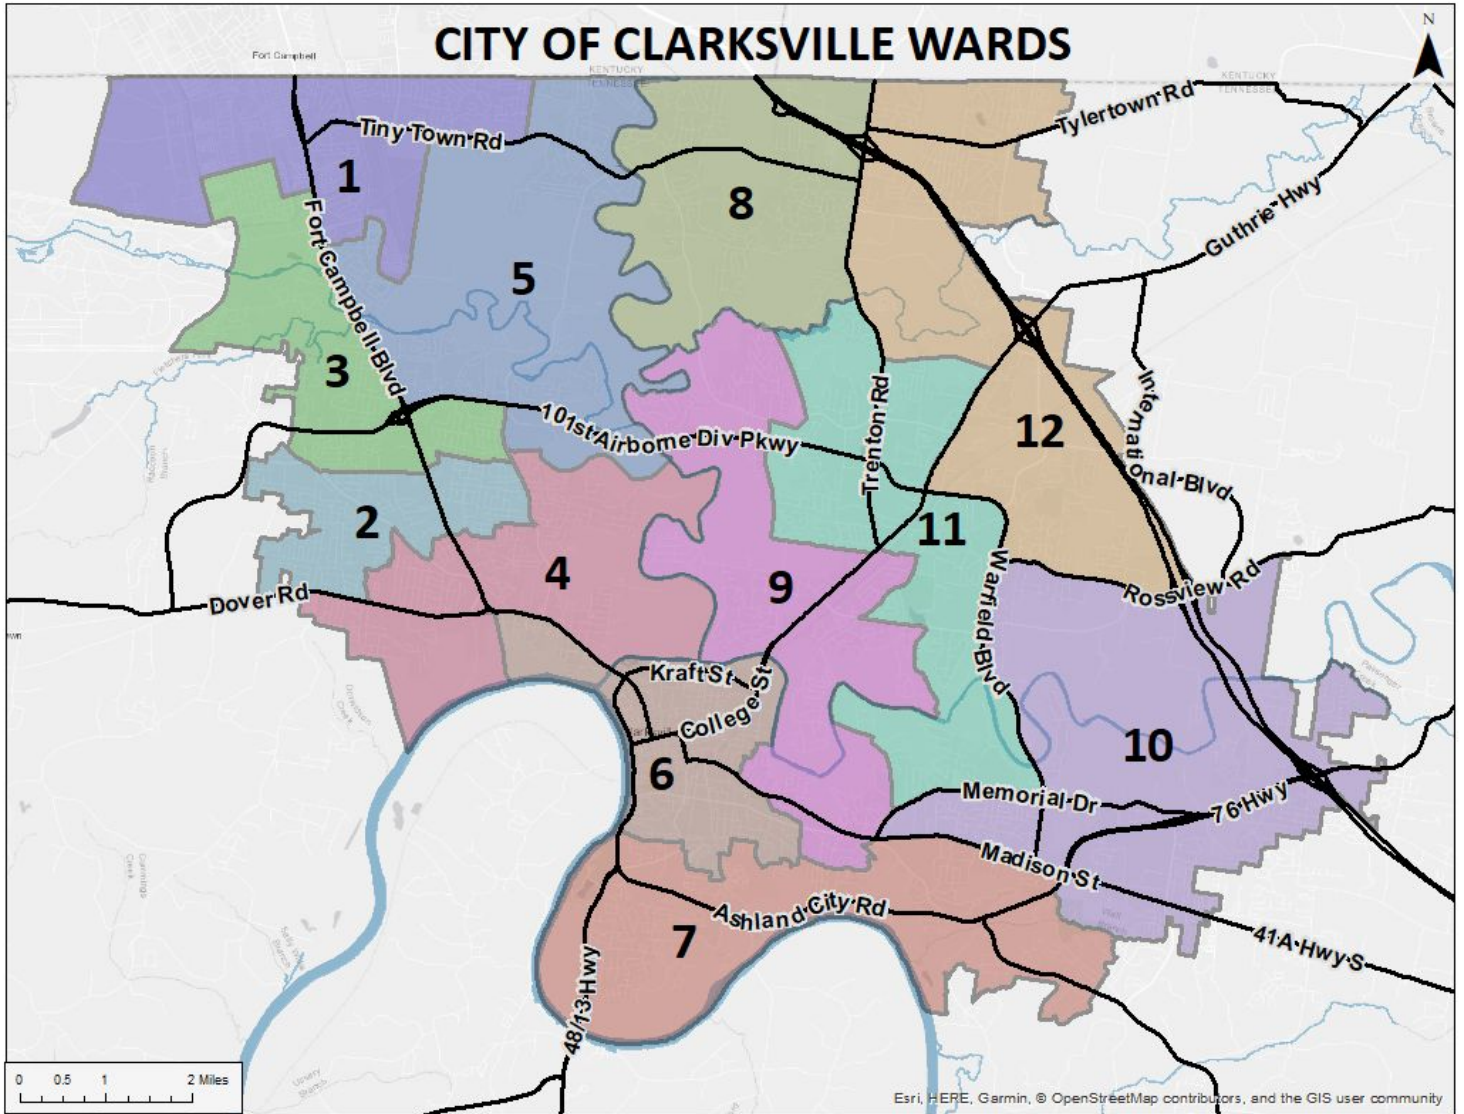 CITY OF CLARKSVILLE WARDS
N
Fort Campbell
KENTUCKY
TENNESSEE
KENTUCKY
TENNESSEE
Tylertown Rd
Tiny Town Rd
1
8
Guthrie Hwy
5
Fort Campbell Blvd
3
International Blvd
101st Airborne Div Pkwy
Trenton Rd
12
2
11
4
9
Warfield Blvd
Dover Rd
Rossview Rd
Kraft St
College St
10
6
Memorial Dr
76 Hwy
Madison St
Ashland City Rd
7
41A Hwy S
48/13 Hwy
0 0.5 1 2 Miles
Esri, HERE, Garmin, © OpenStreetMap contributors, and the GIS user community